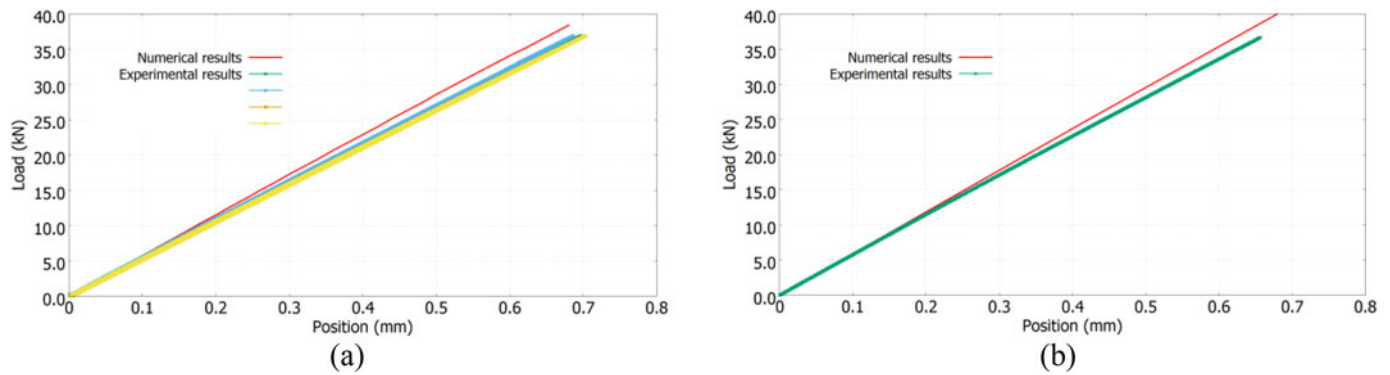 40.0
35.0
30.0
25.0
20.0
15.0
10.0
5.0
0.0
Load (kN)
Numerical results
Experimental results
0 0.1 0.2 0.3 0.4 0.5 0.6 0.7 0.8
Position (mm)
(a)
40.0
35.0
30.0
25.0
20.0
15.0
10.0
5.0
0.0
Load (kN)
Numerical results
Experimental results
0 0.1 0.2 0.3 0.4 0.5 0.6 0.7 0.8
Position (mm)
(b)